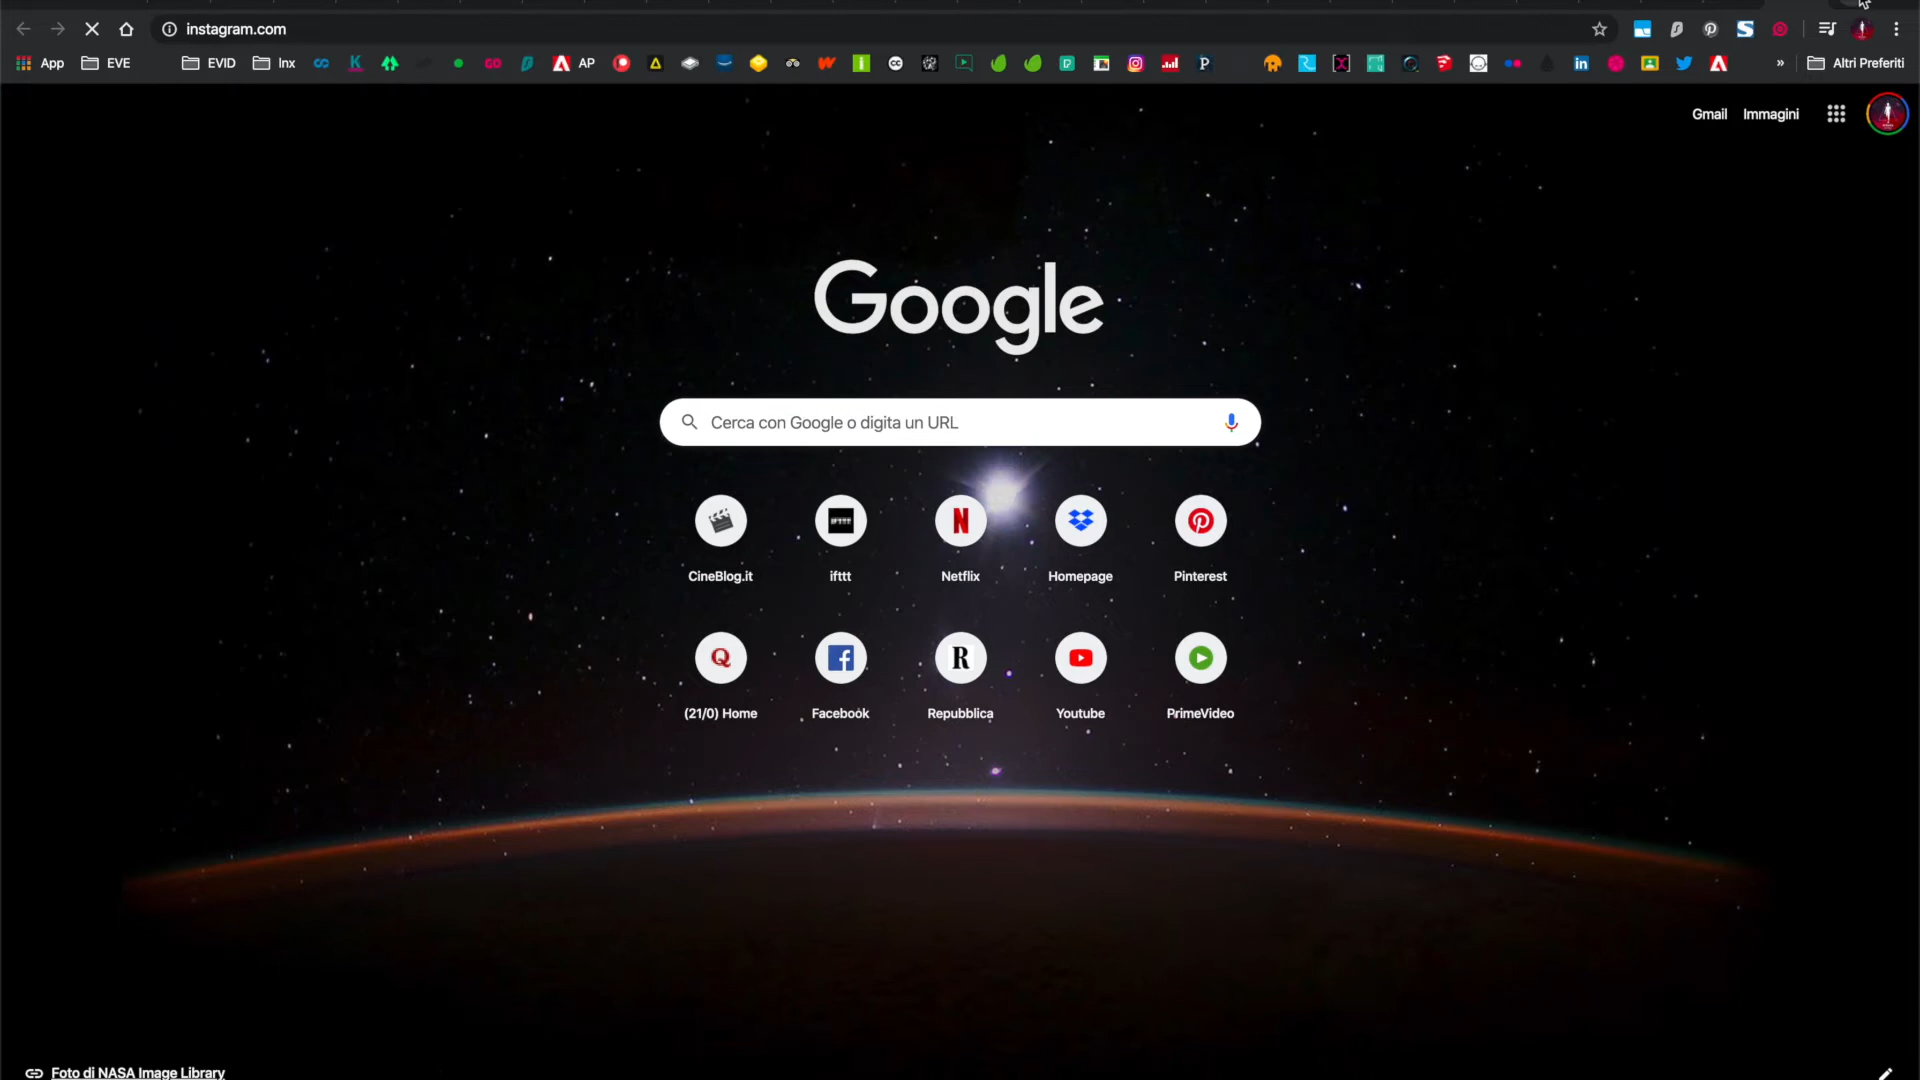 instagram.com
App EVE EVID Inx AP Altri Preferiti
Gmail Immagini
Google
Cerca con Google o digita un URL
CineBlog.it ifttt Netflix Homepage Pinterest
(21/0) Home Facebook Repubblica Youtube PrimeVideo
Foto di NASA Image Library